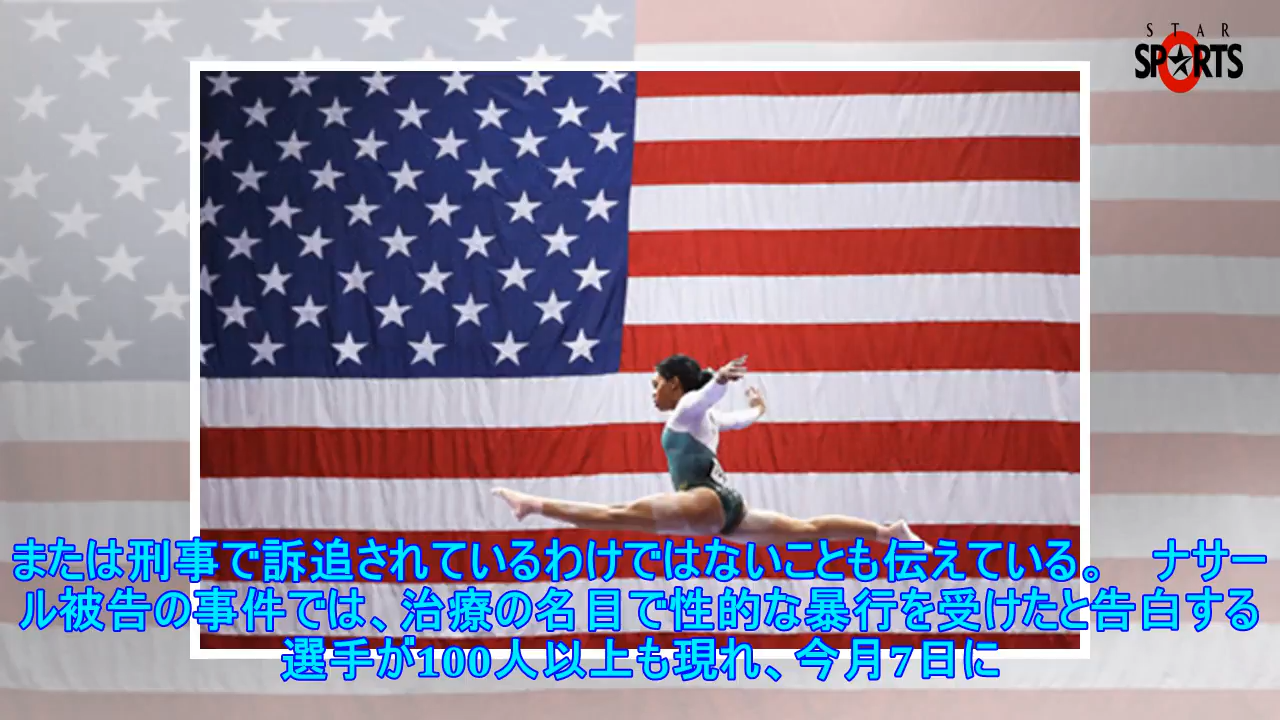 STAR
SPORTS
または刑事で訴追されているわけではないことも伝えている。　ナサー
ル被告の事件では、治療の名目で性的な暴行を受けたと告白する
選手が100人以上も現れ、今月7日に